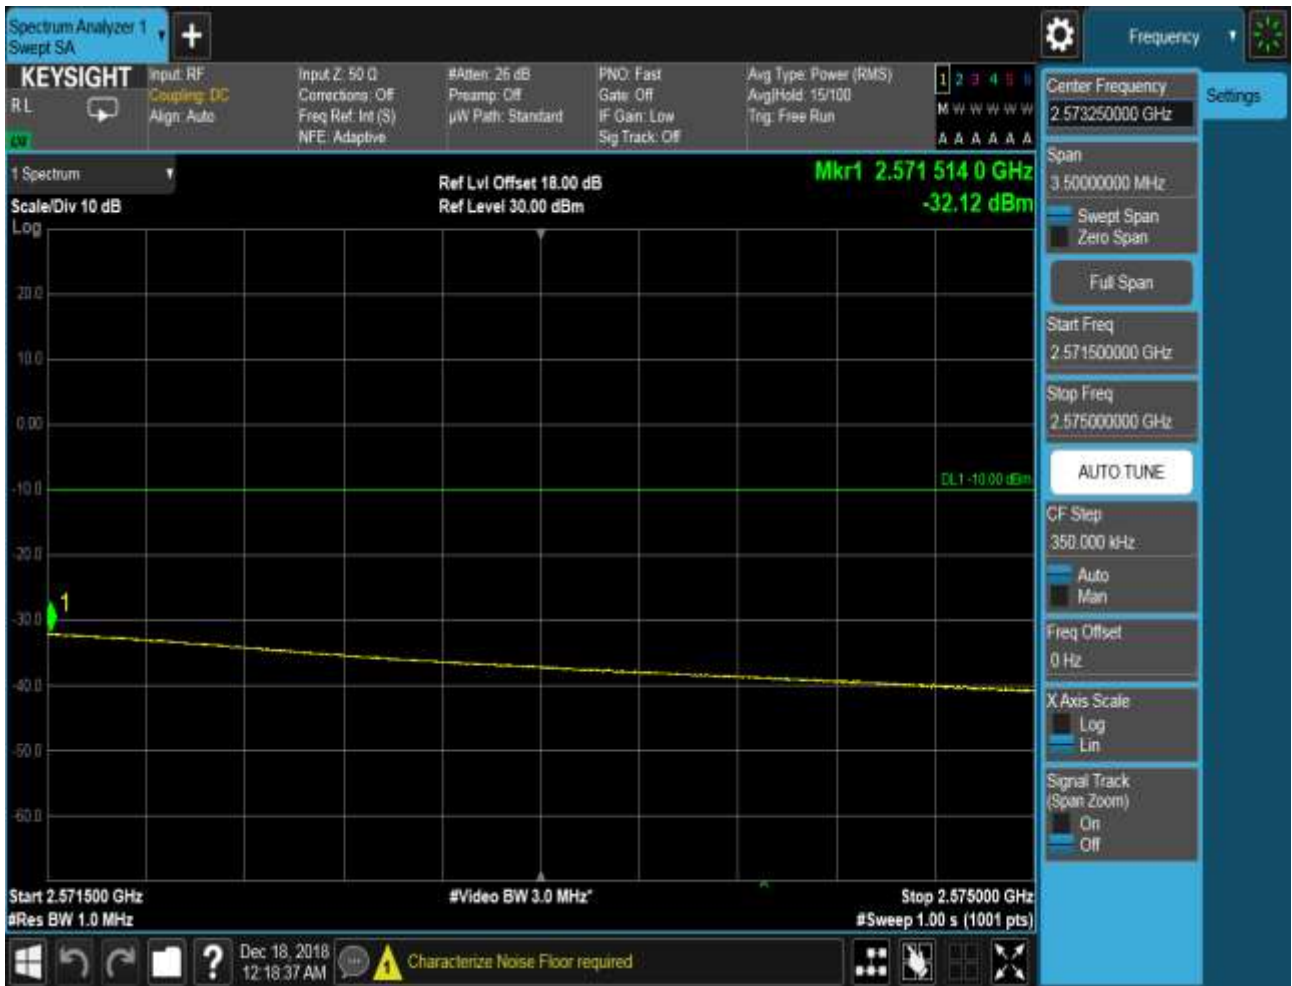 Spectrum Analyzer 1
Swept SA
Frequency
KEYSIGHT
RL
Input: RF
Coupling: DC
Align: Auto
Input Z: 50 Ω
Corrections: Off
Freq Ref: Int (S)
NFE: Adaptive
#Atten: 26 dB
Preamp: Off
µW Path: Standard
PNO: Fast
Gate: Off
IF Gain: Low
Sig Track: Off
Avg Type: Power (RMS)
Avg|Hold: 15/100
Trig: Free Run
1 2 3 4 5 6
M W W W W W
A A A A A A
1 Spectrum
Scale/Div 10 dB
Log
Ref Lvl Offset 18.00 dB
Ref Level 30.00 dBm
Mkr1 2.571 514 0 GHz
-32.12 dBm
20.0
10.0
0.00
-10.0
-20.0
-30.0
-40.0
-50.0
-60.0
DL1 -10.00 dBm
1
Start 2.571500 GHz
#Res BW 1.0 MHz
#Video BW 3.0 MHz*
Stop 2.575000 GHz
#Sweep 1.00 s (1001 pts)
Center Frequency
2.573250000 GHz
Settings
Span
3.50000000 MHz
Swept Span
Zero Span
Full Span
Start Freq
2.571500000 GHz
Stop Freq
2.575000000 GHz
AUTO TUNE
CF Step
350.000 kHz
Auto
Man
Freq Offset
0 Hz
X Axis Scale
Log
Lin
Signal Track
(Span Zoom)
On
Off
?
Dec 18, 2018
12:18:37 AM
1
Characterize Noise Floor required